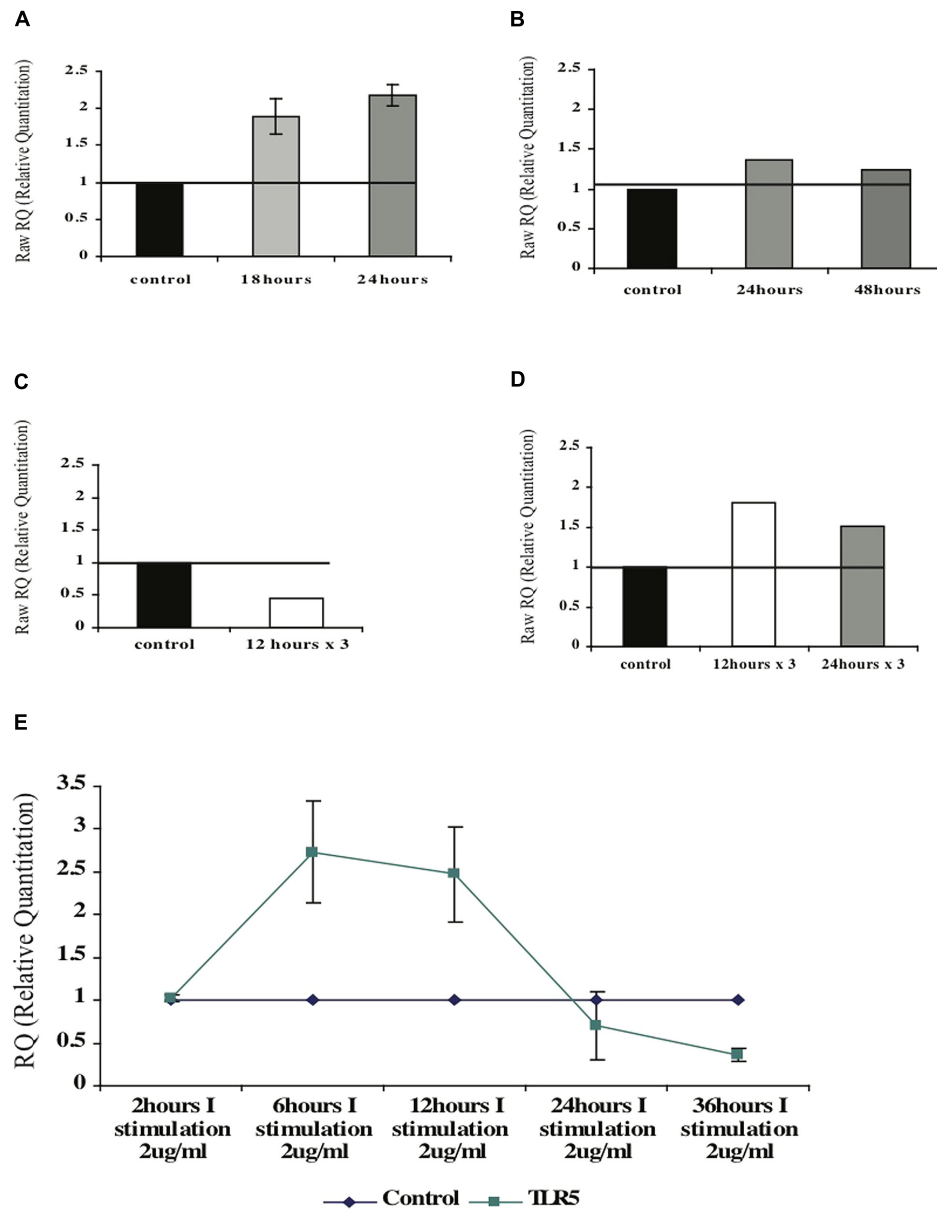 A
Raw RQ (Relative Quantitation)
2.5
2
1.5
1
0.5
0
control
18hours
24hours
B
Raw RQ (Relative Quantitation)
2.5
2
1.5
1
0.5
0
control
24hours
48hours
C
Raw RQ (Relative Quantitation)
2.5
2
1.5
1
0.5
0
control
12 hours x 3
D
Raw RQ (Relative Quantitation)
2.5
2
1.5
1
0.5
0
control
12hours x 3
24hours x 3
E
RQ (Relative Quantitation)
3.5
3
2.5
2
1.5
1
0.5
0
2hours I
stimulation
2ug/ml
6hours I
stimulation
2ug/ml
12hours I
stimulation
2ug/ml
24hours I
stimulation
2ug/ml
36hours I
stimulation
2ug/ml
Control
TLR5